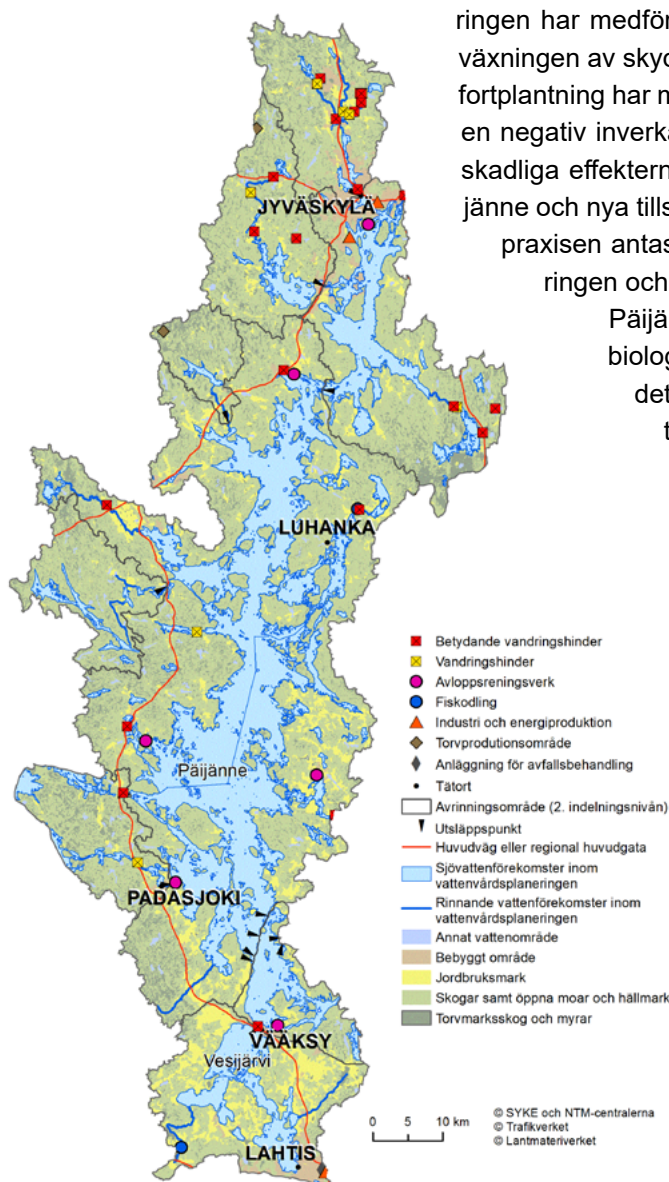 ringen har medför
växningen av skyd
fortplantning har m
en negativ inverka
skadliga effektern
jänne och nya tills
praxisen antas
ringen och
Päijä
biolog
det
t
JYVÄSKYLÄ
LUHANKA
Päijänne
PADASJOKI
VÄÄKSY
Vesijärvi
LAHTIS
Betydande vandringshinder
Vandringshinder
Avloppsreningsverk
Fiskodling
Industri och energiproduktion
Torvprodutionsområde
Anläggning för avfallsbehandling
Tätort
Avrinningsområde (2. indelningsnivån)
Utsläppspunkt
Huvudväg eller regional huvudgata
Sjövattenförekomster inom
vattenvårdsplaneringen
Rinnande vattenförekomster inom
vattenvårdsplaneringen
Annat vattenområde
Bebyggt område
Jordbruksmark
Skogar samt öppna moar och hällmark
Torvmarksskog och myrar
0 5 10 km
© SYKE och NTM-centralerna
© Trafikverket
© Lantmäteriverket